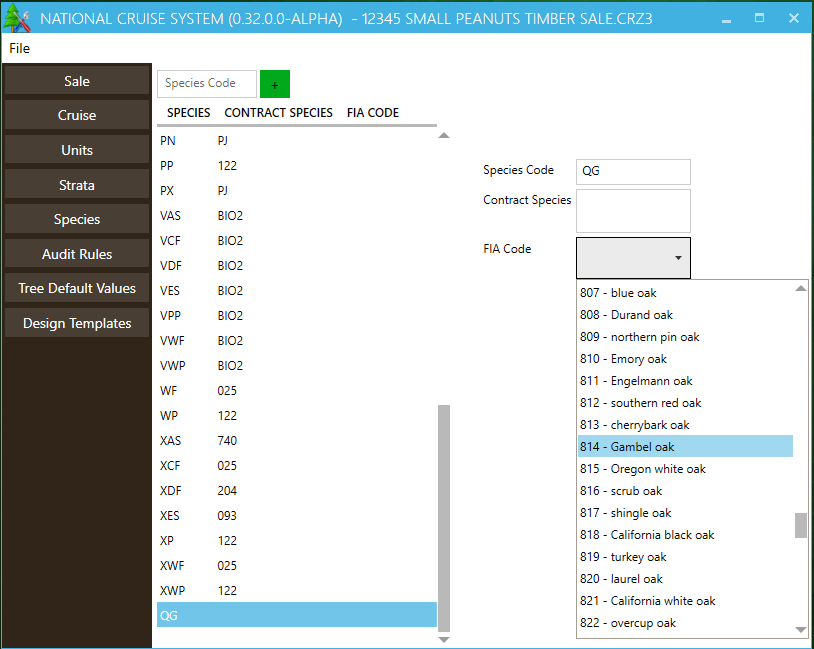 NATIONAL CRUISE SYSTEM (0.32.0.0-ALPHA) - 12345 SMALL PEANUTS TIMBER SALE.CRZ3
File
Sale
Cruise
Units
Strata
Species
Audit Rules
Tree Default Values
Design Templates
Species Code +
SPECIES CONTRACT SPECIES FIA CODE
PN PJ
PP 122
PX PJ
VAS BIO2
VCF BIO2
VDF BIO2
VES BIO2
VPP BIO2
VWF BIO2
VWP BIO2
WF 025
WP 122
XAS 740
XCF 025
XDF 204
XES 093
XP 122
XWF 025
XWP 122
QG
Species Code QG
Contract Species
FIA Code
807 - blue oak
808 - Durand oak
809 - northern pin oak
810 - Emory oak
811 - Engelmann oak
812 - southern red oak
813 - cherrybark oak
814 - Gambel oak
815 - Oregon white oak
816 - scrub oak
817 - shingle oak
818 - California black oak
819 - turkey oak
820 - laurel oak
821 - California white oak
822 - overcup oak